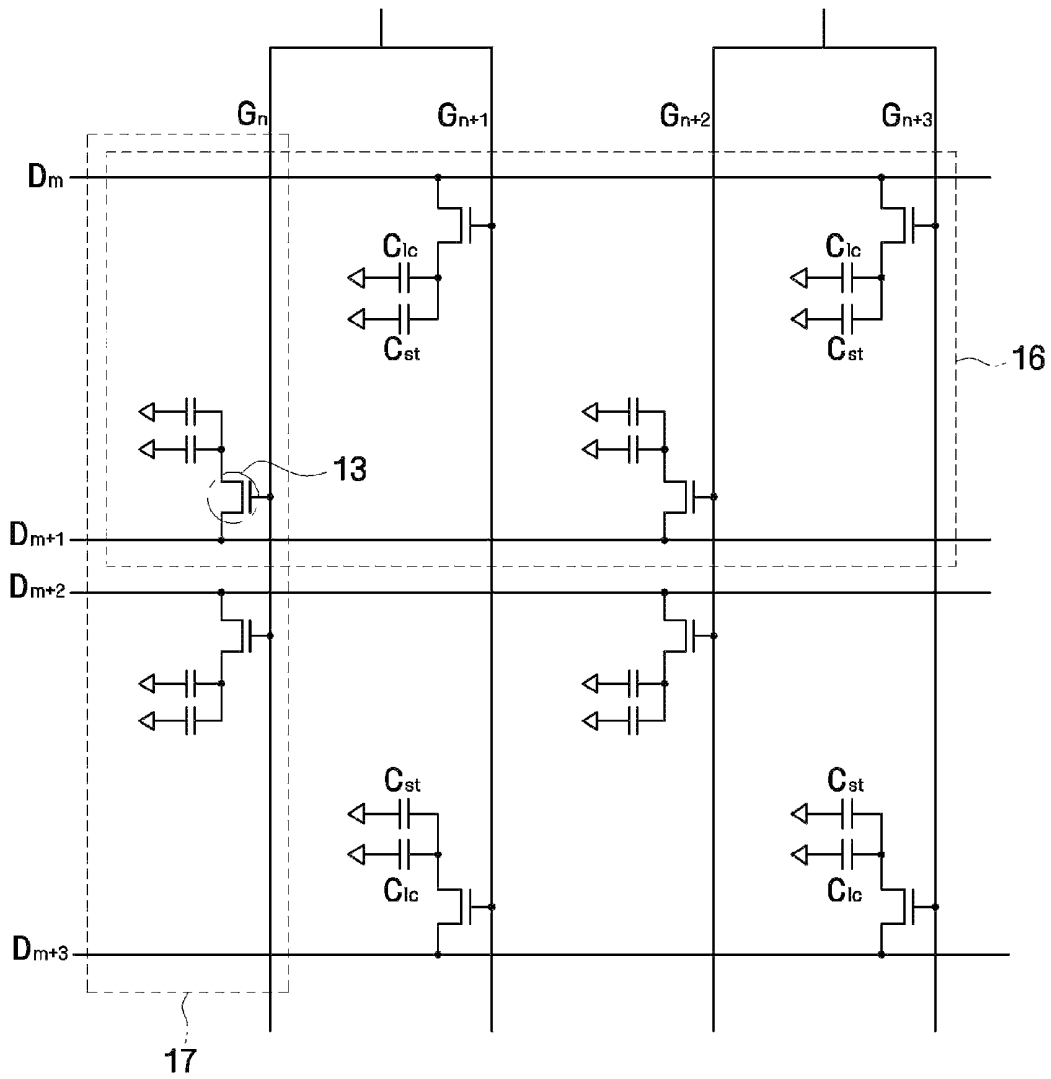 Gn Gn+1 Gn+2 Gn+3
Dm
Clc Clc
Cst Cst
16
13
Dm+1
Dm+2
Cst Cst
Clc Clc
Dm+3
17